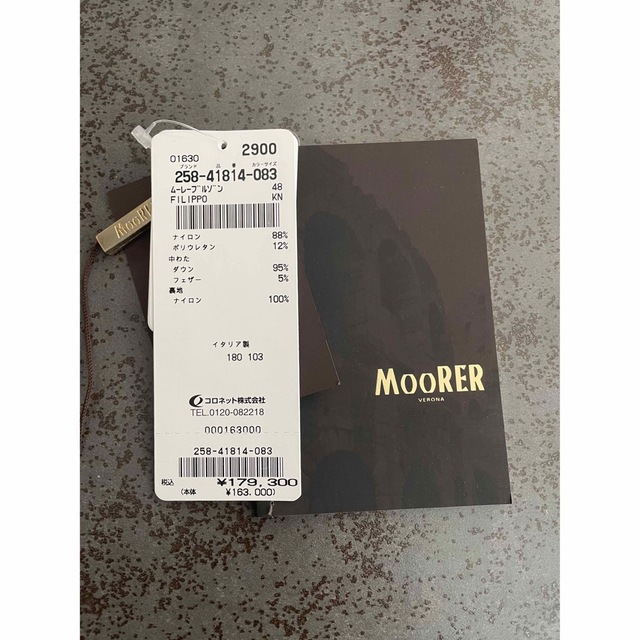 01630 2900
ブランド 品番 カラーサイズ
258-41814-083
ムーレーブルゾン 48
FILIPPO KN
ナイロン 88%
ポリウレタン 12%
中わた
ダウン 95%
フェザー 5%
裏地
ナイロン 100%
イタリア製
180 103
コロネット株式会社
TEL.0120-082218
000163000
258-41814-083
税込 ¥179,300
(本体 ¥163,000)
MOORER
MOORER
VERONA